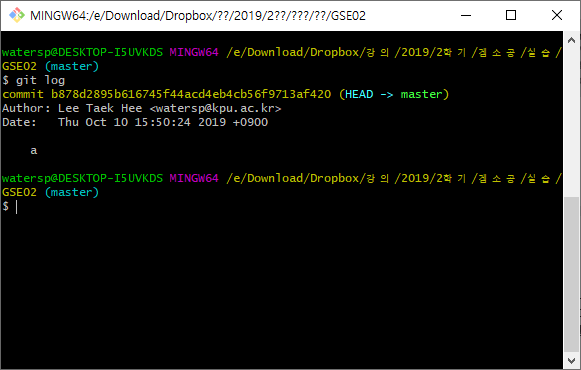 MINGW64:/e/Download/Dropbox/??/2019/2??/???/??/GSE02
watersp@DESKTOP-I5UVKDS MINGW64 /e/Download/Dropbox/강의/2019/2학기/겜소공/실습/
GSE02 (master)
$ git log
commit b878d2895b616745f44acd4eb4cb56f9713af420 (HEAD -> master)
Author: Lee Taek Hee <watersp@kpu.ac.kr>
Date:   Thu Oct 10 15:50:24 2019 +0900
a
watersp@DESKTOP-I5UVKDS MINGW64 /e/Download/Dropbox/강의/2019/2학기/겜소공/실습/
GSE02 (master)
$